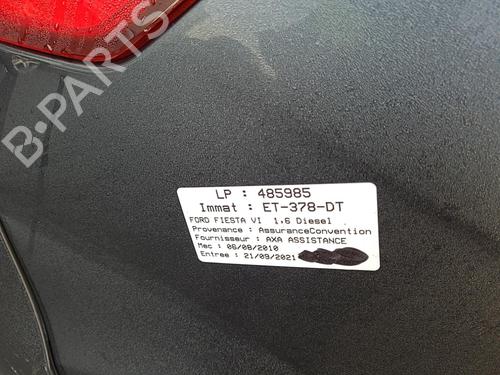 B-PARTS
LP : 485985
Immat : ET-378-DT
FORD FIESTA VI 1.6 Diesel
Provenance : AssuranceConvention
Fournisseur : AXA ASSISTANCE
Mec : 06/08/2010
Entree : 21/09/2021